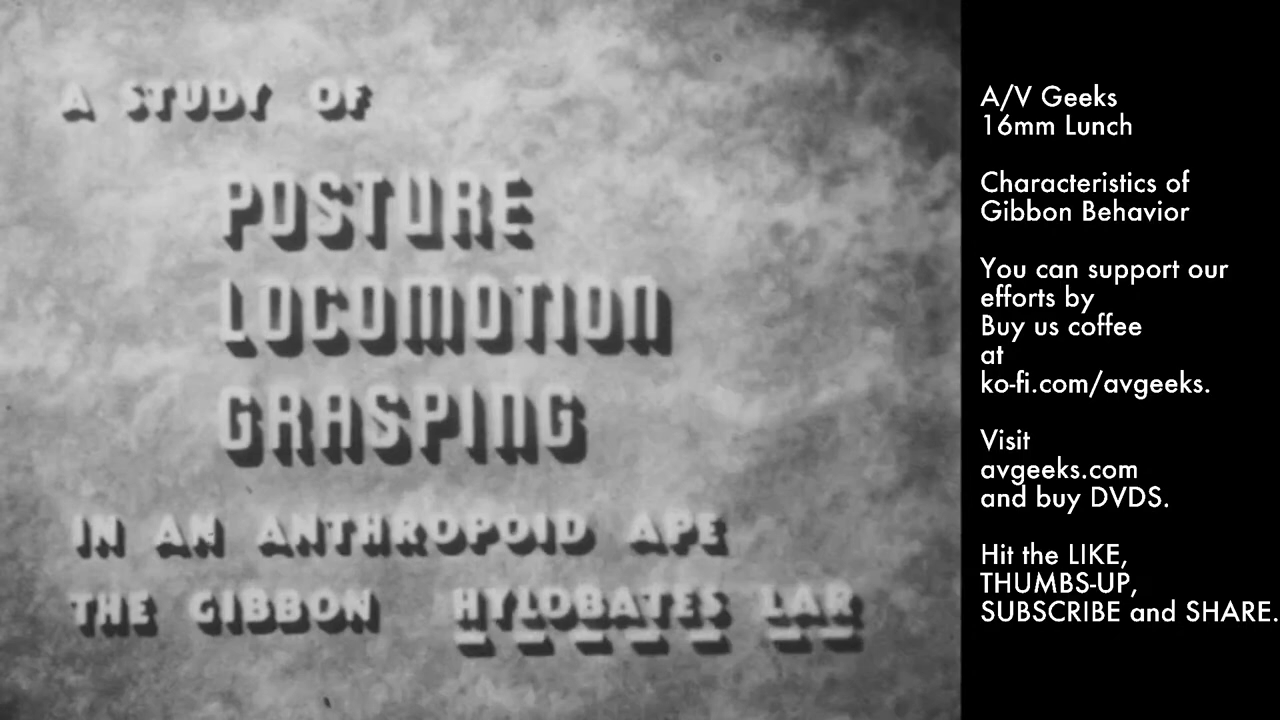 A STUDY OF
POSTURE
LOCOMOTION
GRASPING
IN AN ANTHROPOID APE
THE GIBBON HYLOBATES LAR
A/V Geeks
16mm Lunch
Characteristics of
Gibbon Behavior
You can support our
efforts by
Buy us coffee
at
ko-fi.com/avgeeks.
Visit
avgeeks.com
and buy DVDS.
Hit the LIKE,
THUMBS-UP,
SUBSCRIBE and SHARE.